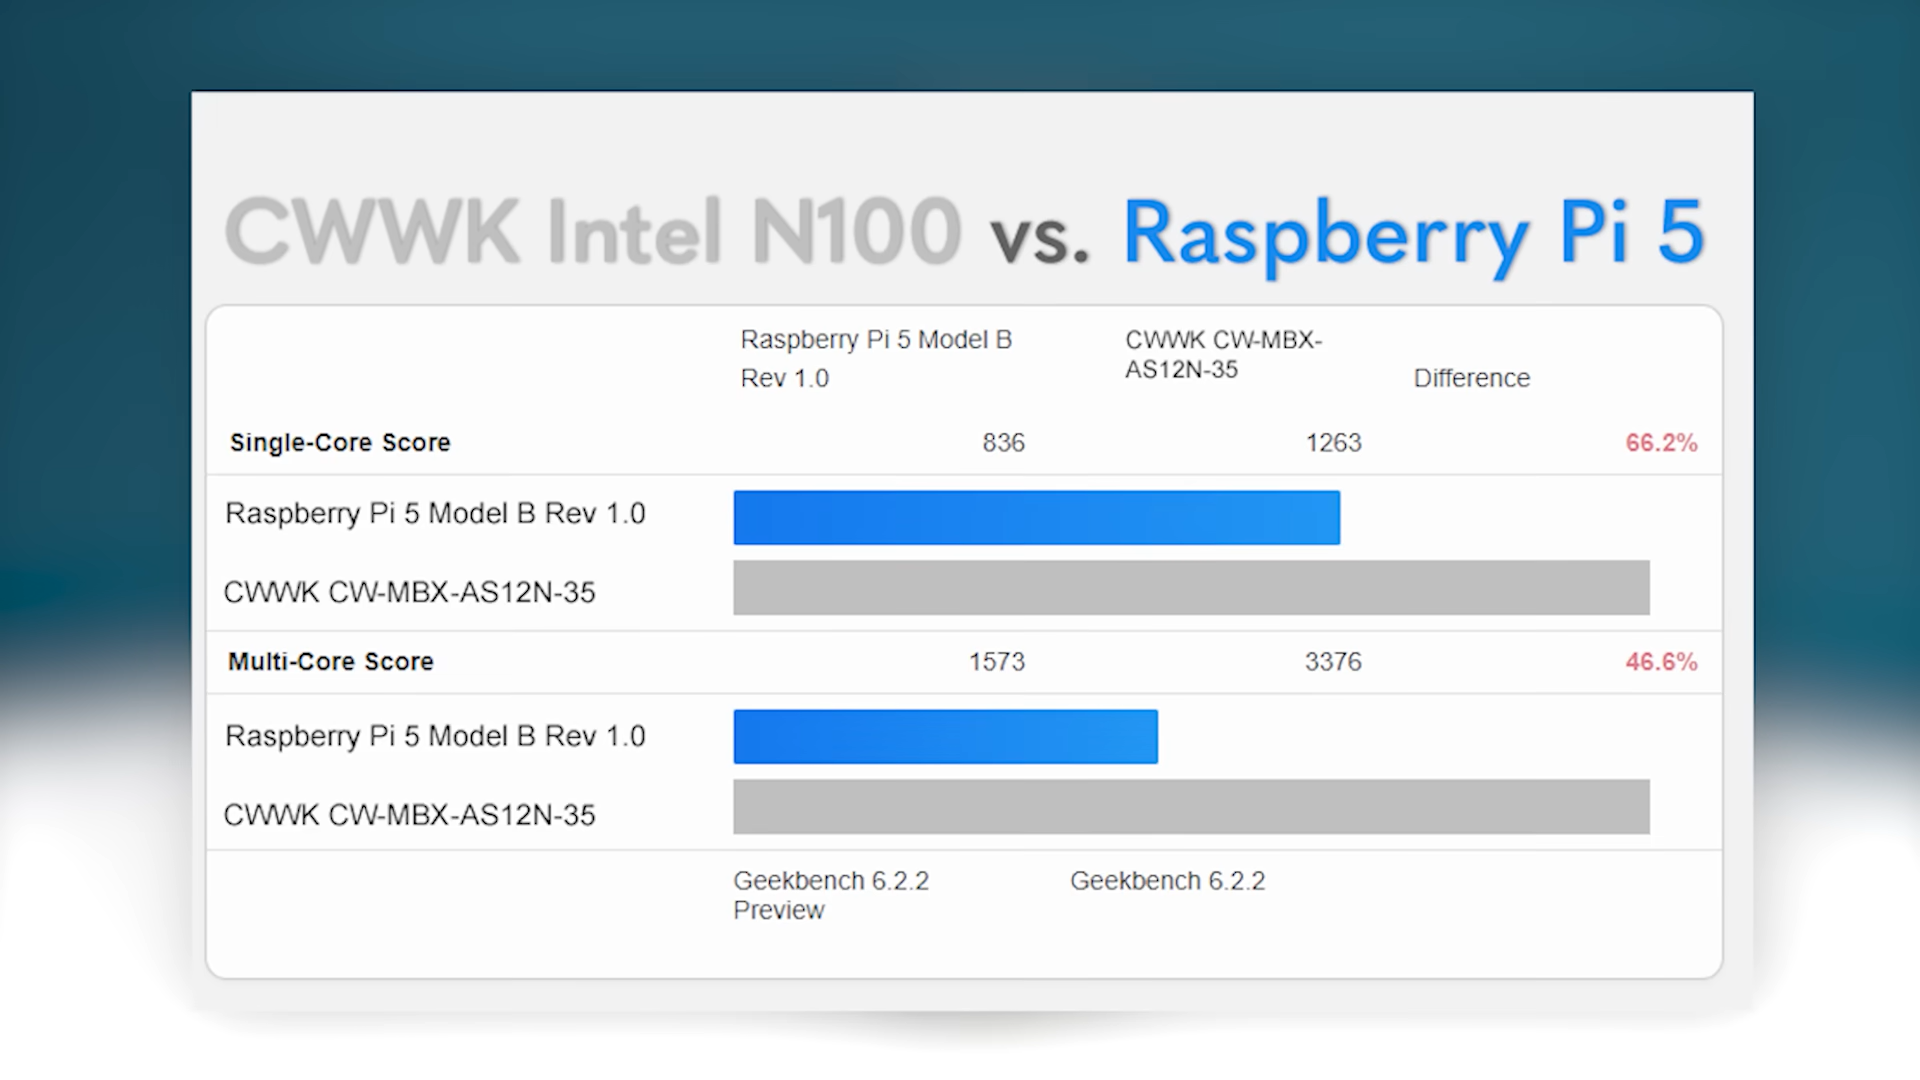 CWWK Intel N100 vs. Raspberry Pi 5
Raspberry Pi 5 Model B
Rev 1.0
CWWK CW-MBX-
AS12N-35
Difference
Single-Core Score 836 1263 66.2%
Raspberry Pi 5 Model B Rev 1.0
CWWK CW-MBX-AS12N-35
Multi-Core Score 1573 3376 46.6%
Raspberry Pi 5 Model B Rev 1.0
CWWK CW-MBX-AS12N-35
Geekbench 6.2.2
Preview
Geekbench 6.2.2